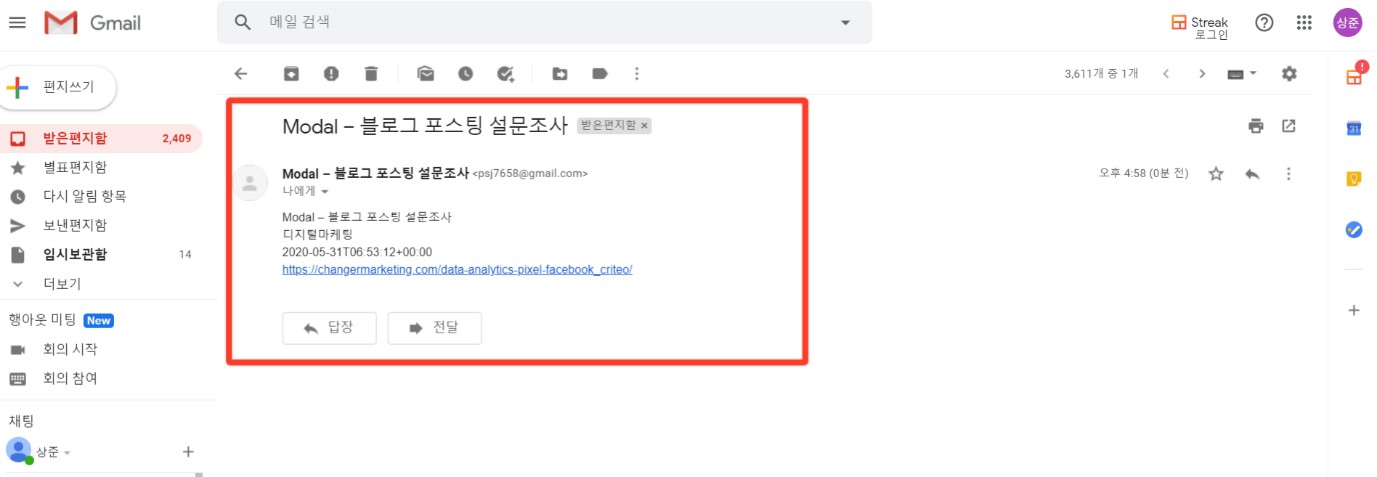 Gmail
메일 검색
Streak
로그인
상준
편지쓰기
3,611개 중 1개
받은편지함 2,409
별표편지함
다시 알림 항목
보낸편지함
임시보관함 14
더보기
행아웃 미팅 New
회의 시작
회의 참여
채팅
상준
Modal – 블로그 포스팅 설문조사 받은편지함 ×
Modal – 블로그 포스팅 설문조사 <psj7658@gmail.com>
오후 4:58 (0분 전)
나에게
Modal – 블로그 포스팅 설문조사
디지털마케팅
2020-05-31T06:53:12+00:00
https://changermarketing.com/data-analytics-pixel-facebook_criteo/
답장
전달
31